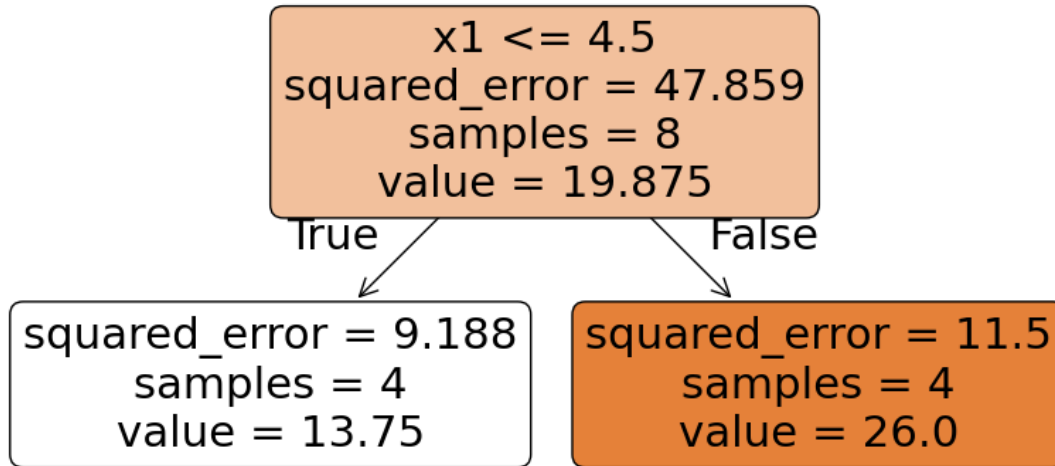 x1 <= 4.5
squared_error = 47.859
samples = 8
value = 19.875
True
False
squared_error = 9.188
samples = 4
value = 13.75
squared_error = 11.5
samples = 4
value = 26.0